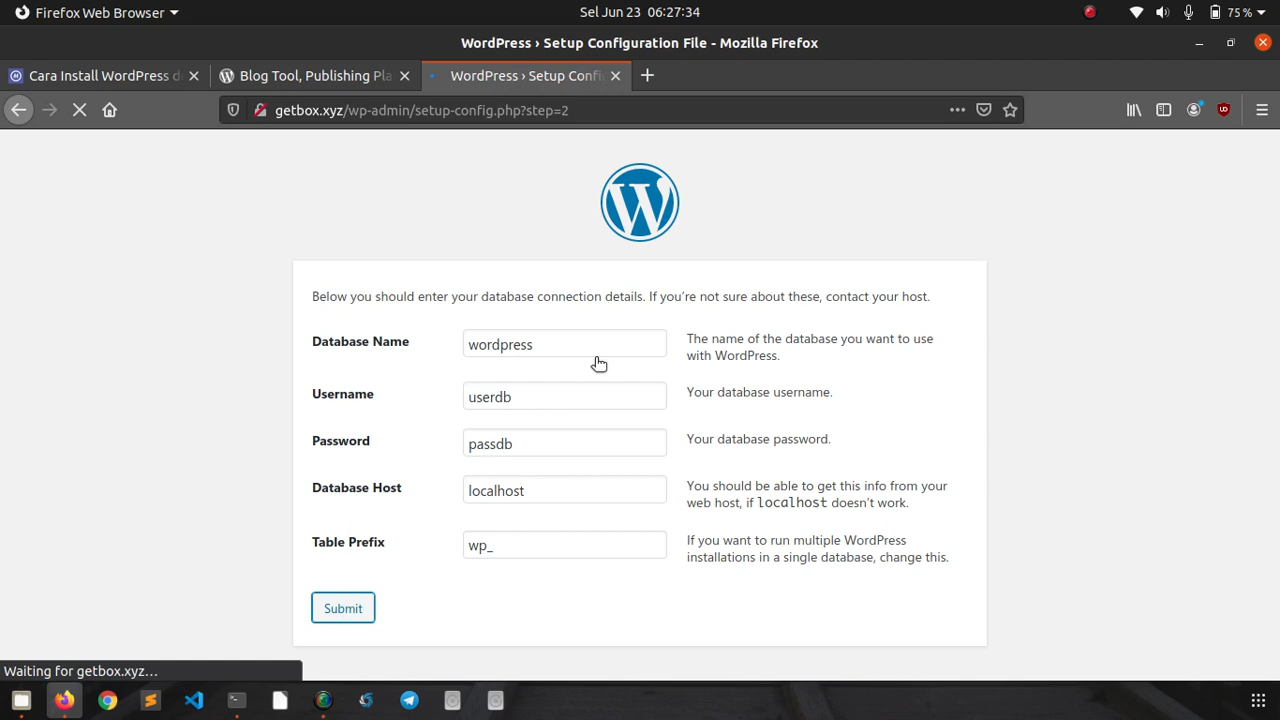 Firefox Web Browser
Sel Jun 23 06:27:34
75 %
WordPress › Setup Configuration File - Mozilla Firefox
Cara Install WordPress d
Blog Tool, Publishing Pla
WordPress › Setup Confi
getbox.xyz/wp-admin/setup-config.php?step=2
Below you should enter your database connection details. If you're not sure about these, contact your host.
Database Name
wordpress
The name of the database you want to use
with WordPress.
Username
userdb
Your database username.
Password
passdb
Your database password.
Database Host
localhost
You should be able to get this info from your
web host, if localhost doesn't work.
Table Prefix
wp_
If you want to run multiple WordPress
installations in a single database, change this.
Submit
Waiting for getbox.xyz…